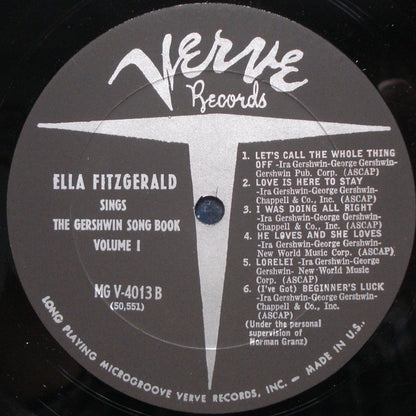 Verve
Records
ELLA FITZGERALD
SINGS
THE GERSHWIN SONG BOOK
VOLUME I
MG V-4013 B
(50,551)
1. LET'S CALL THE WHOLE THING
OFF -Ira Gershwin-George Gershwin-
Gershwin Pub. Corp. (ASCAP)
2. LOVE IS HERE TO STAY
-Ira Gershwin-George Gershwin-
Chappell & Co., Inc. (ASCAP)
3. I WAS DOING ALL RIGHT
-Ira Gershwin-George Gershwin-
Chappell & Co., Inc. (ASCAP)
4. HE LOVES AND SHE LOVES
-Ira Gershwin-George Gershwin-
New World Music Corp. (ASCAP)
5. LORELEI -Ira Gershwin-George
Gershwin- New World Music
Corp. (ASCAP)
6. (I've Got) BEGINNER'S LUCK
-Ira Gershwin-George Gershwin-
Chappell & Co., Inc.
(ASCAP)
(Under the personal
supervision of
Norman Granz)
LONG PLAYING MICROGROOVE VERVE RECORDS, INC. – MADE IN U.S.